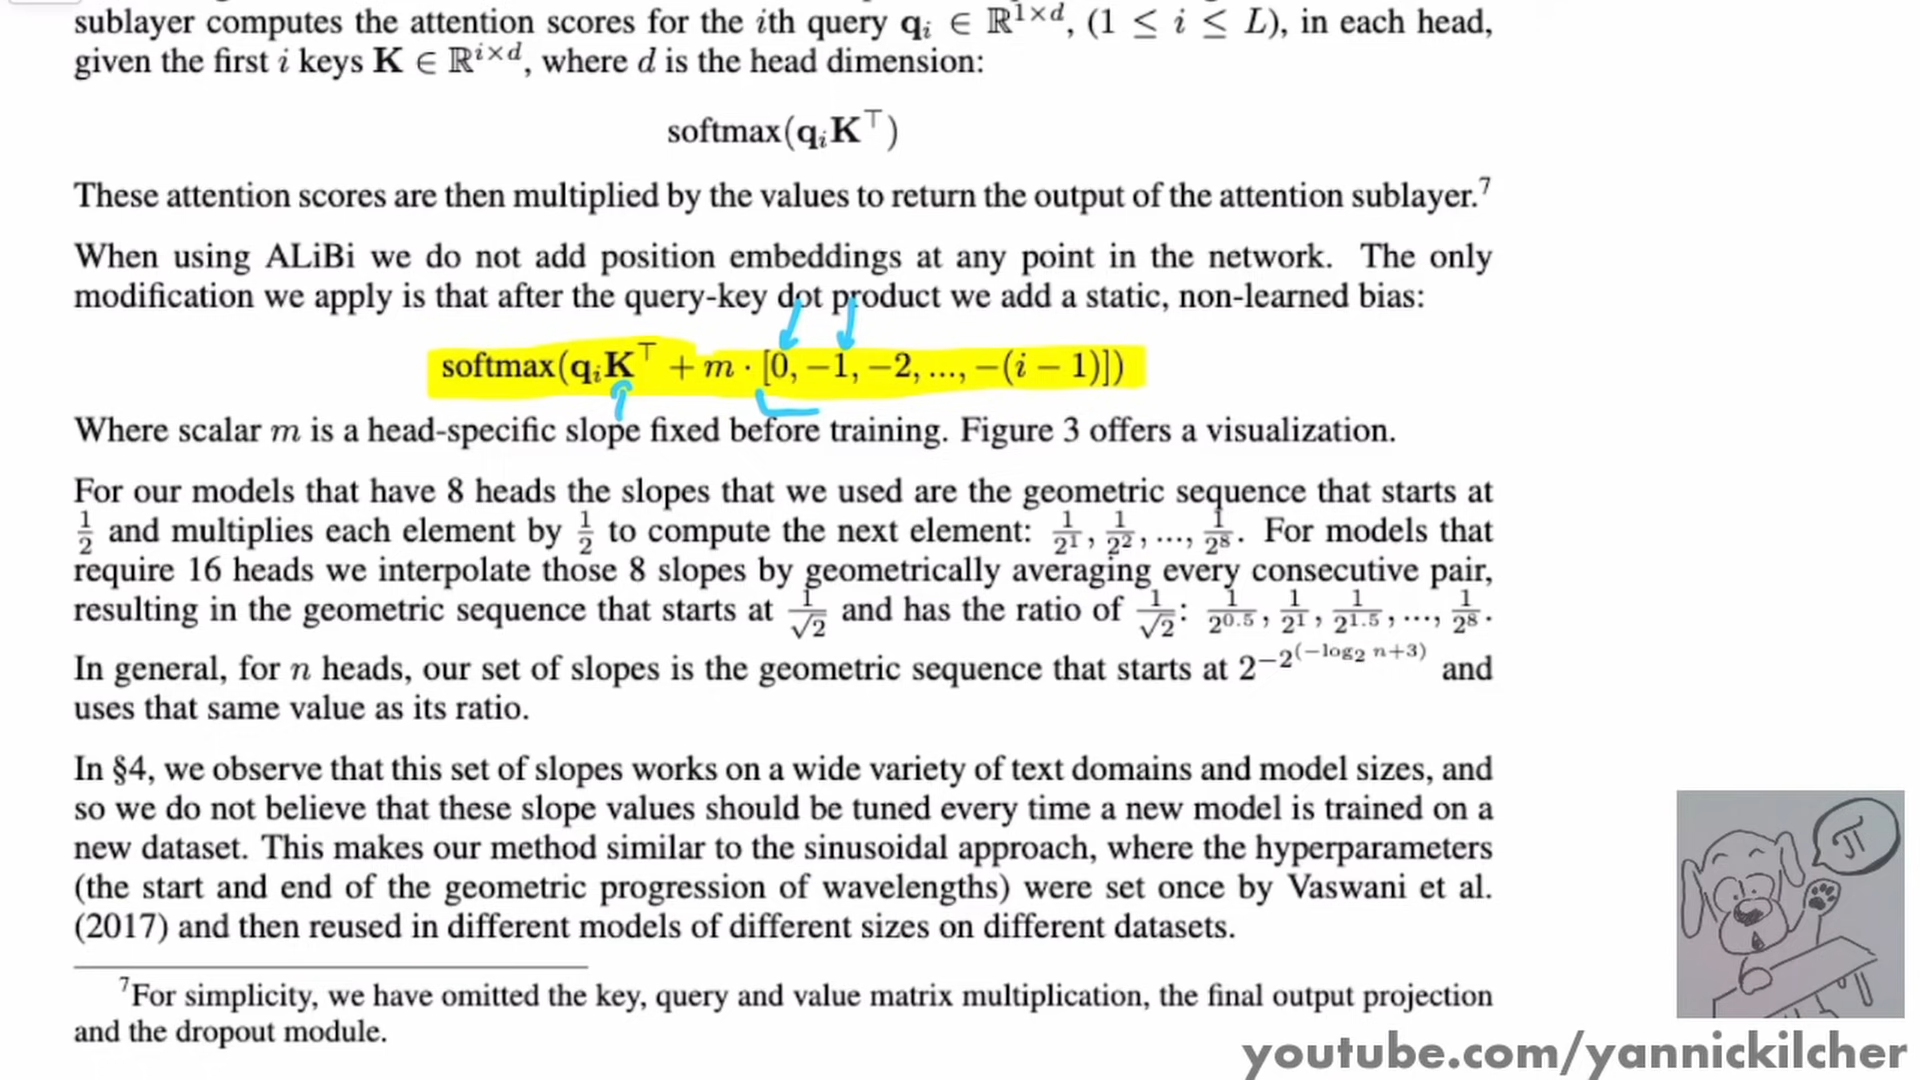 sublayer computes the attention scores for the ith query qᵢ ∈ ℝ¹ˣᵈ, (1 ≤ i ≤ L), in each head,
given the first i keys K ∈ ℝⁱˣᵈ, where d is the head dimension:
softmax(qᵢK⊤)
These attention scores are then multiplied by the values to return the output of the attention sublayer.⁷
When using ALiBi we do not add position embeddings at any point in the network. The only
modification we apply is that after the query-key dot product we add a static, non-learned bias:
softmax(qᵢK⊤ + m · [0, −1, −2, ..., −(i − 1)])
Where scalar m is a head-specific slope fixed before training. Figure 3 offers a visualization.
For our models that have 8 heads the slopes that we used are the geometric sequence that starts at
1/2 and multiplies each element by 1/2 to compute the next element: 1/2^1, 1/2^2, ..., 1/2^8. For models that
require 16 heads we interpolate those 8 slopes by geometrically averaging every consecutive pair,
resulting in the geometric sequence that starts at 1/√2 and has the ratio of 1/√2: 1/2^0.5, 1/2^1, 1/2^1.5, ..., 1/2^8.
In general, for n heads, our set of slopes is the geometric sequence that starts at 2^(−2^(−log₂ n+3)) and
uses that same value as its ratio.
In §4, we observe that this set of slopes works on a wide variety of text domains and model sizes, and
so we do not believe that these slope values should be tuned every time a new model is trained on a
new dataset. This makes our method similar to the sinusoidal approach, where the hyperparameters
(the start and end of the geometric progression of wavelengths) were set once by Vaswani et al.
(2017) and then reused in different models of different sizes on different datasets.
⁷For simplicity, we have omitted the key, query and value matrix multiplication, the final output projection
and the dropout module.
π
youtube.com/yannickilcher